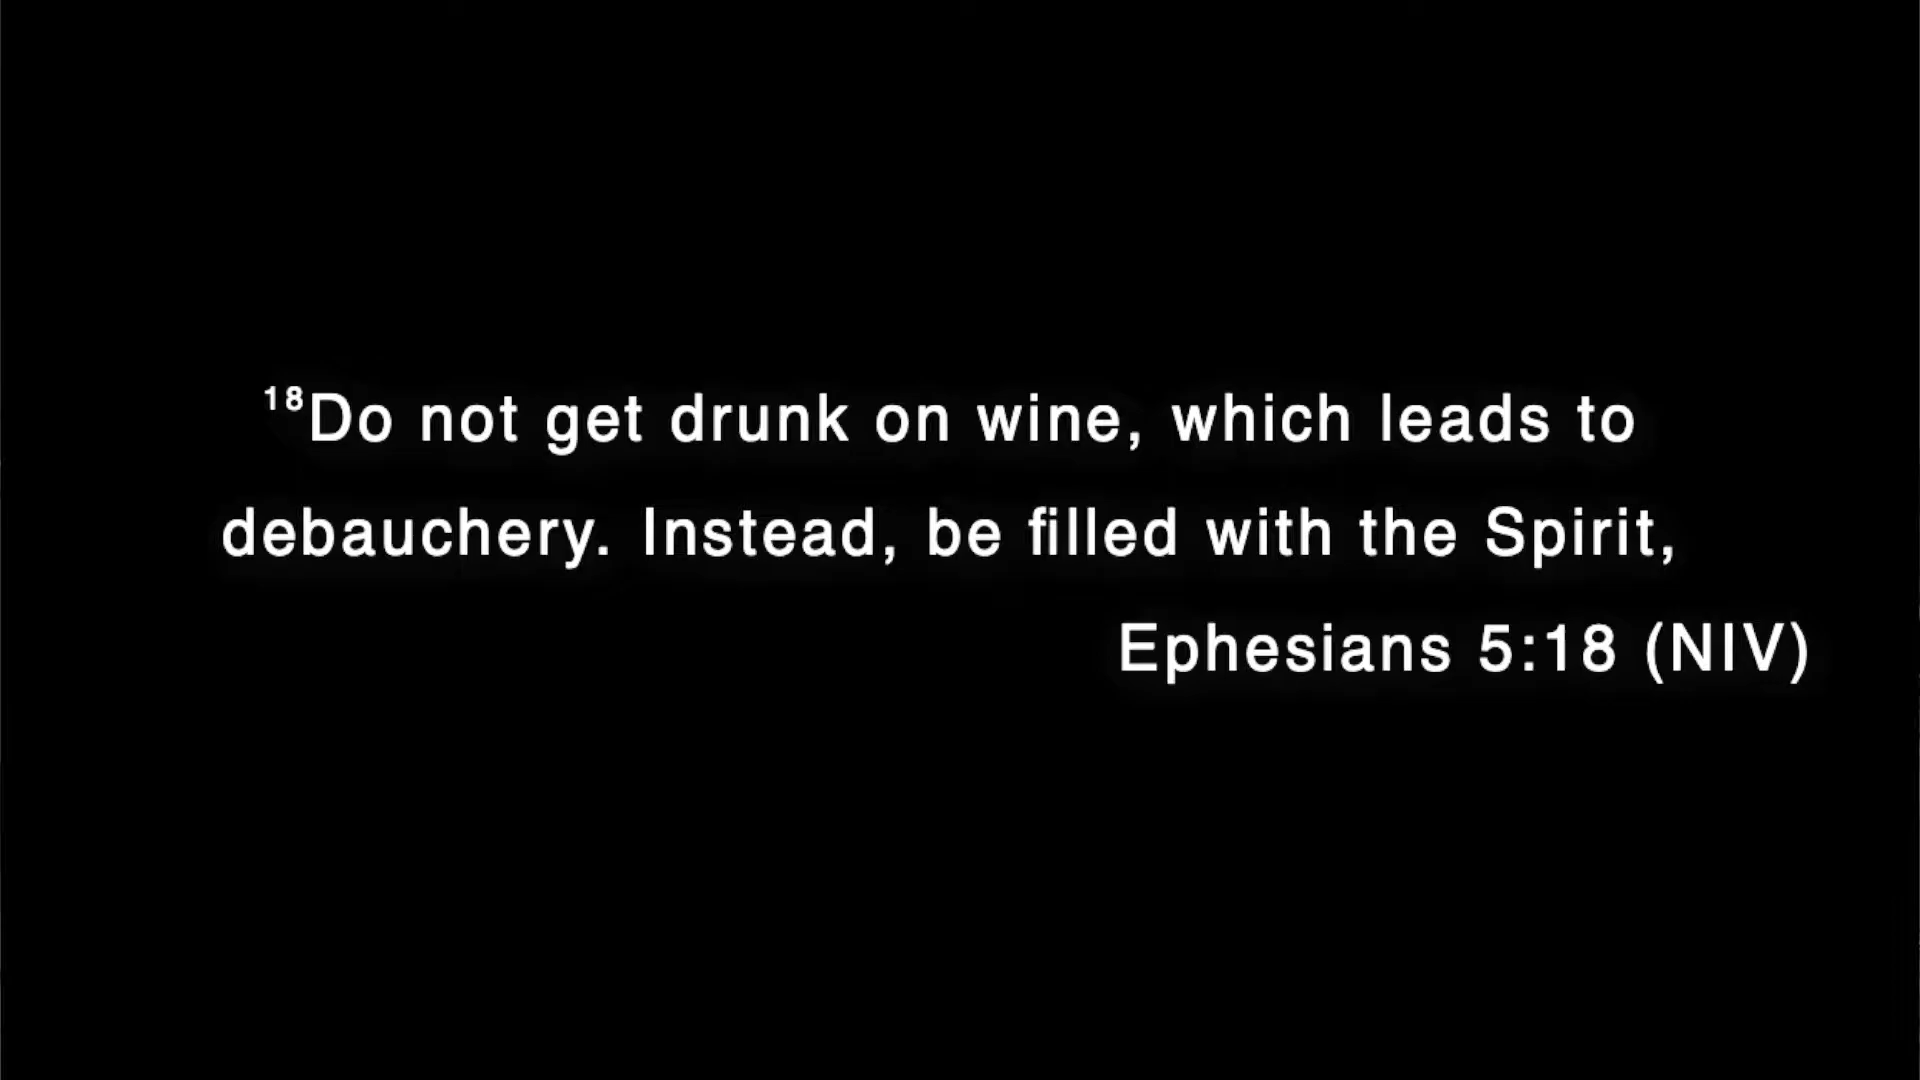 ¹⁸Do not get drunk on wine, which leads to
debauchery. Instead, be filled with the Spirit,
Ephesians 5:18 (NIV)